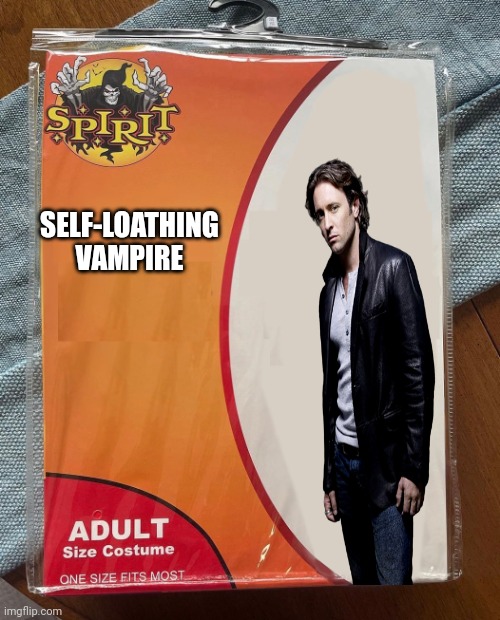 SPIRIT
SELF-LOATHING
VAMPIRE
ADULT
Size Costume
ONE SIZE FITS MOST
imgflip.com